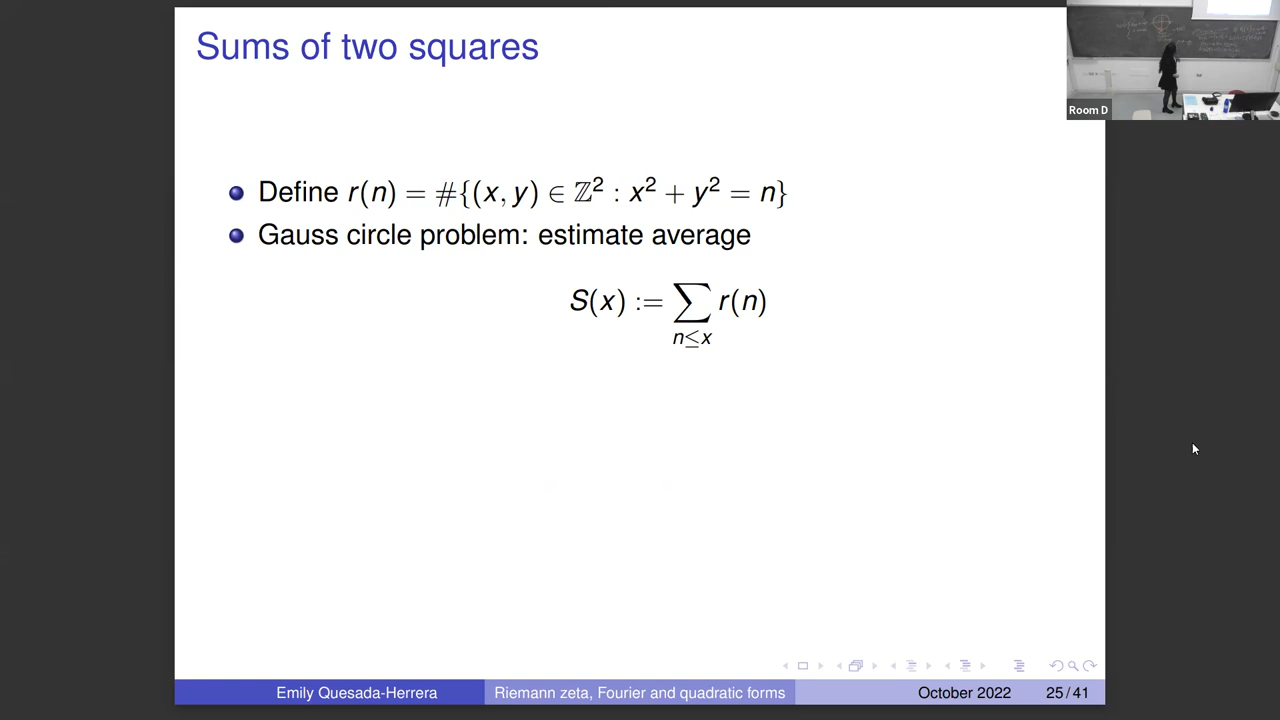 Sums of two squares
Room D
Define r(n) = #{(x, y) ∈ ℤ² : x² + y² = n}
Gauss circle problem: estimate average
S(x) := ∑ r(n)
n≤x
Emily Quesada-Herrera
Riemann zeta, Fourier and quadratic forms
October 2022
25 / 41